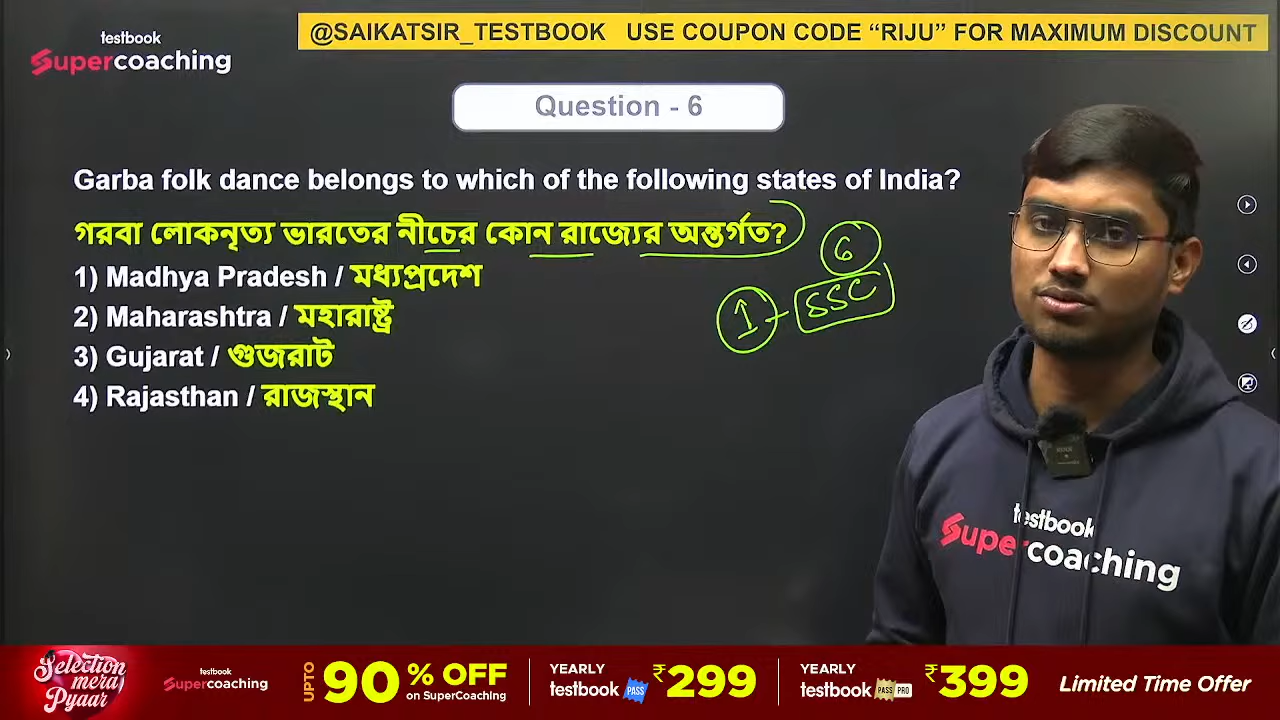 testbook
Supercoaching
@SAIKATSIR_TESTBOOK USE COUPON CODE “RIJU” FOR MAXIMUM DISCOUNT
Question - 6
Garba folk dance belongs to which of the following states of India?
গরবা লোকনৃত্য ভারতের নীচের কোন রাজ্যের অন্তর্গত?
1) Madhya Pradesh / মধ্যপ্রদেশ
2) Maharashtra / মহারাষ্ট্র
3) Gujarat / গুজরাট
4) Rajasthan / রাজস্থান
6
1 - SSC
testbook
Supercoaching
Selection mera Pyaar
testbook
Supercoaching
UPTO 90% OFF on SuperCoaching
YEARLY testbook PASS ₹299
YEARLY testbook PASS PRO ₹399
Limited Time Offer